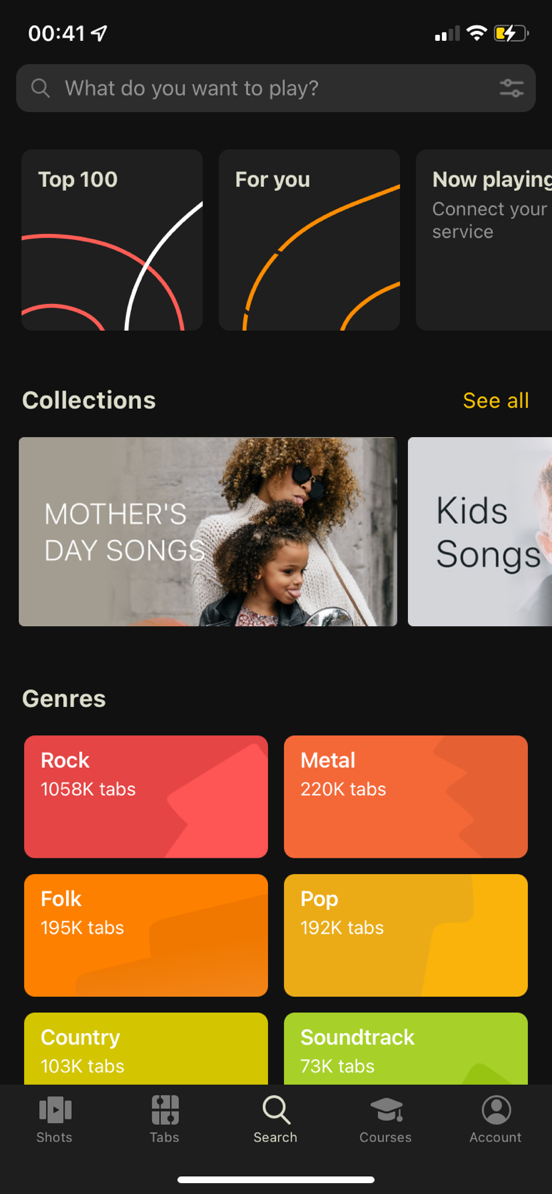 00:41
What do you want to play?
Top 100
For you
Now playing
Connect your
service
Collections
See all
MOTHER'S
DAY SONGS
Kids
Songs
Genres
Rock
1058K tabs
Metal
220K tabs
Folk
195K tabs
Pop
192K tabs
Country
103K tabs
Soundtrack
73K tabs
Shots
Tabs
Search
Courses
Account